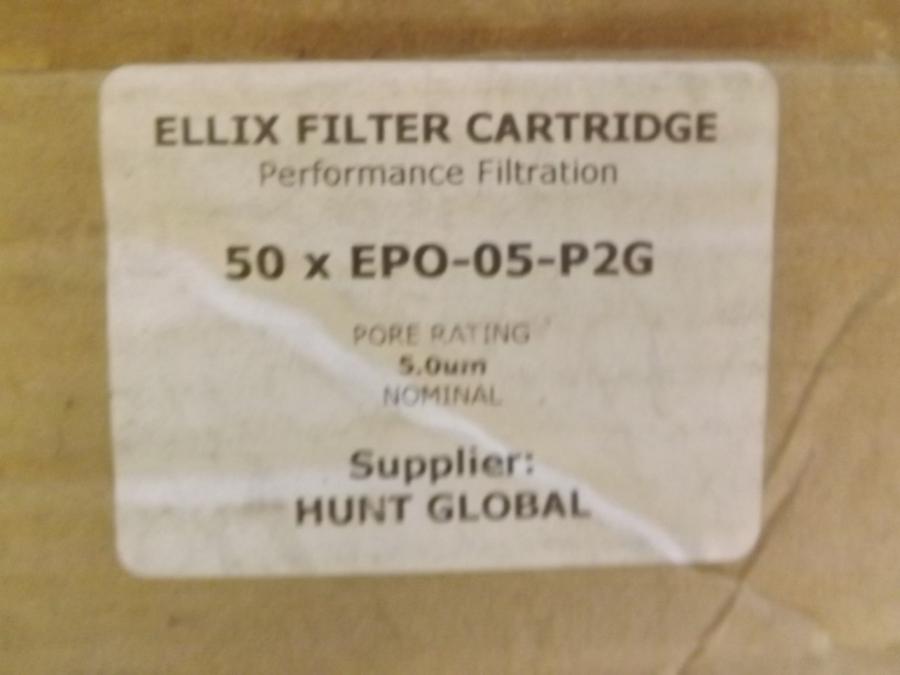 ELLIX FILTER CARTRIDGE
Performance Filtration
50 x EPO-05-P2G
PORE RATING
5.0um
NOMINAL
Supplier:
HUNT GLOBAL